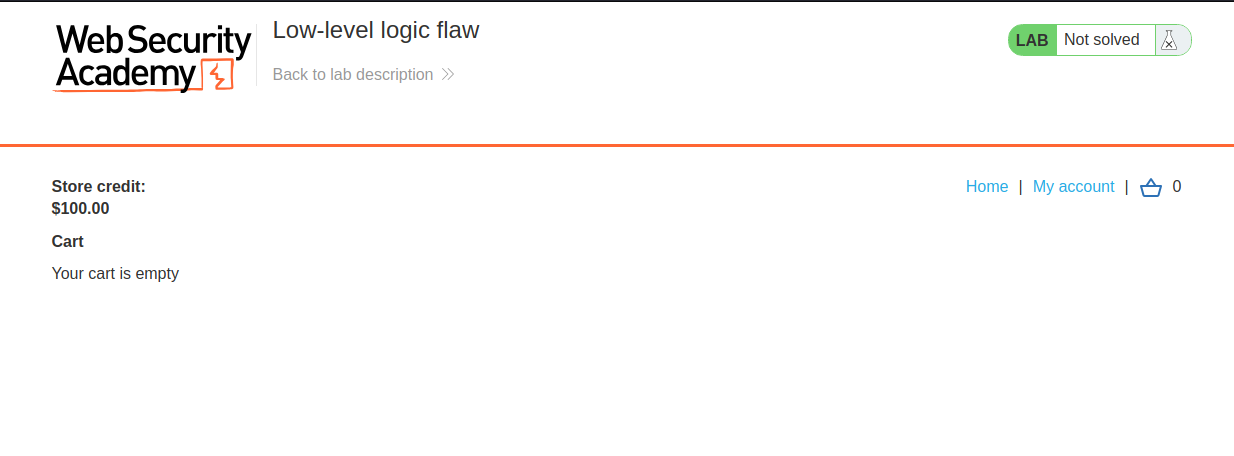 Web Security
Academy
Low-level logic flaw
Back to lab description
LAB Not solved
Store credit:
$100.00
Home | My account | 0
Cart
Your cart is empty